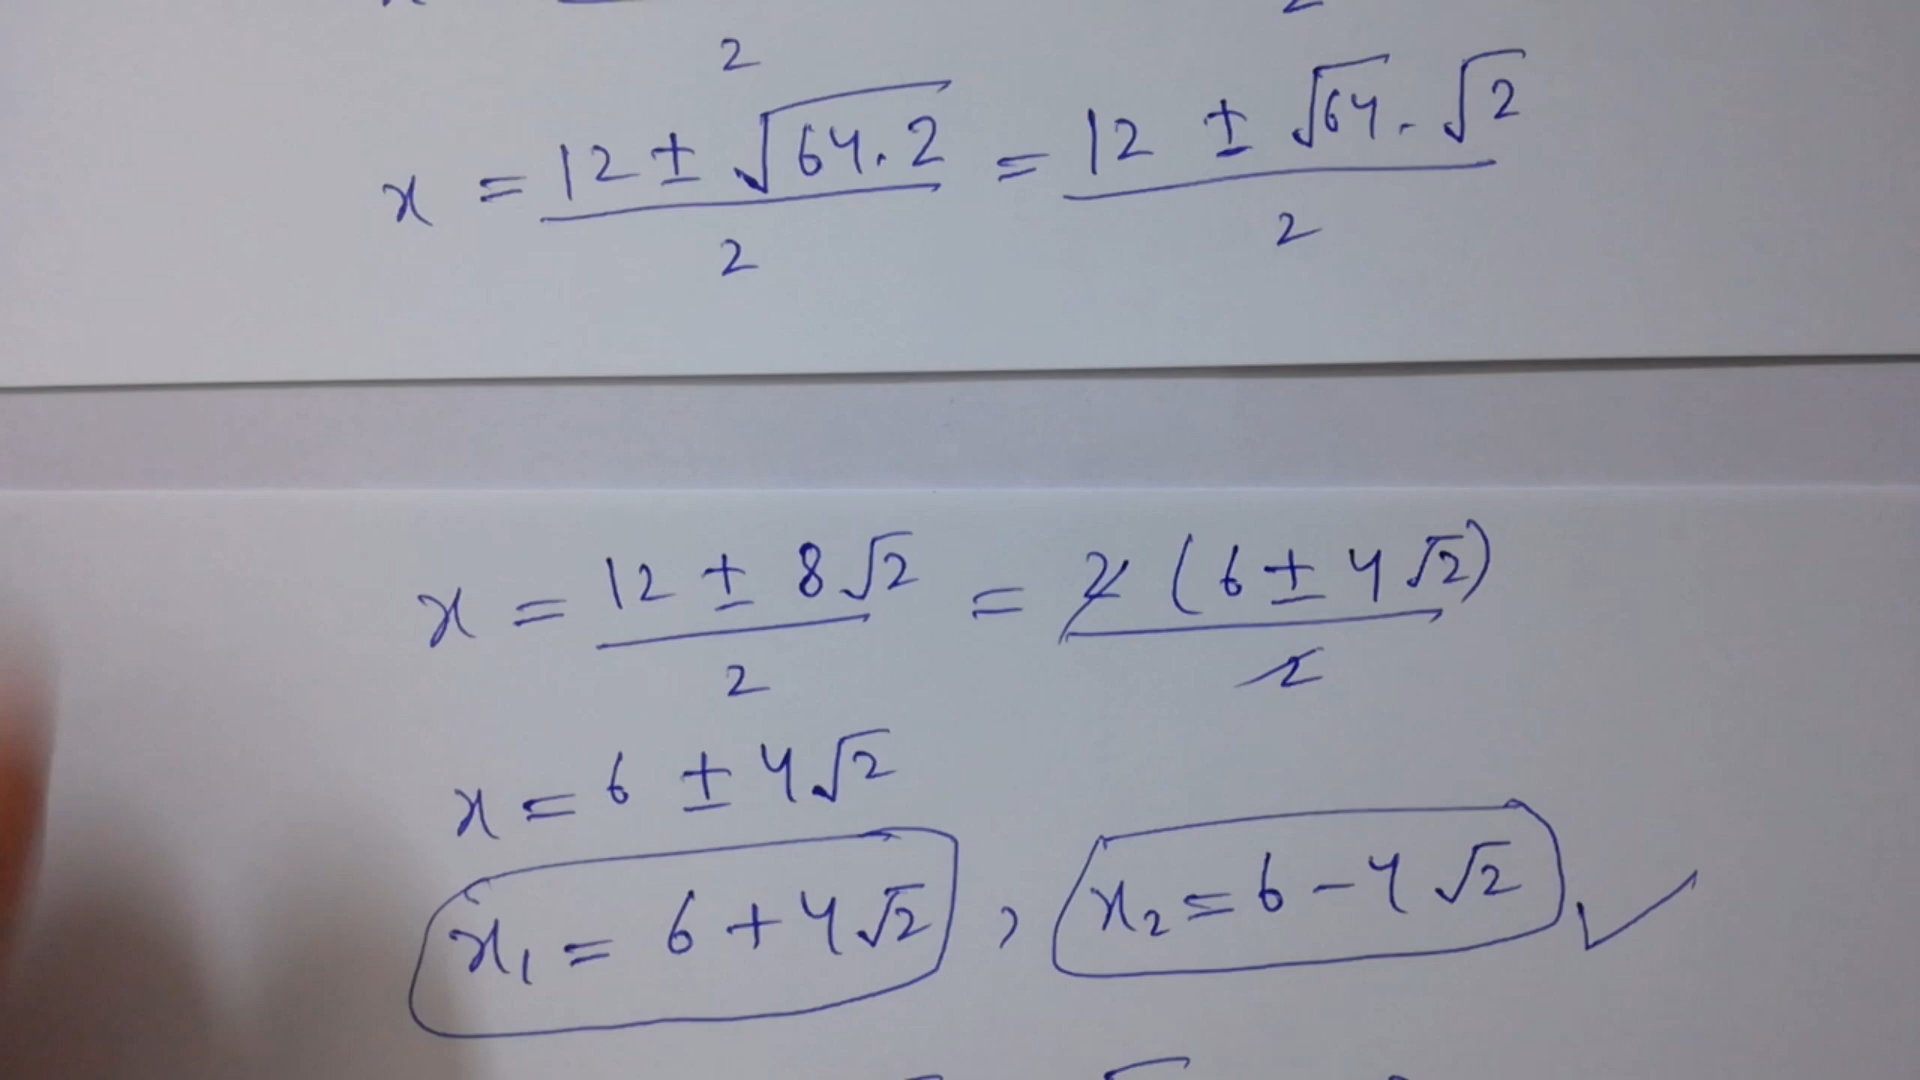 2
x = 12 ± √64.2 / 2 = 12 ± √64 . √2 / 2
x = 12 ± 8√2 / 2 = 2 (6 ± 4√2) / 2
x = 6 ± 4√2
x₁ = 6 + 4√2 , x₂ = 6 - 4√2 ✓